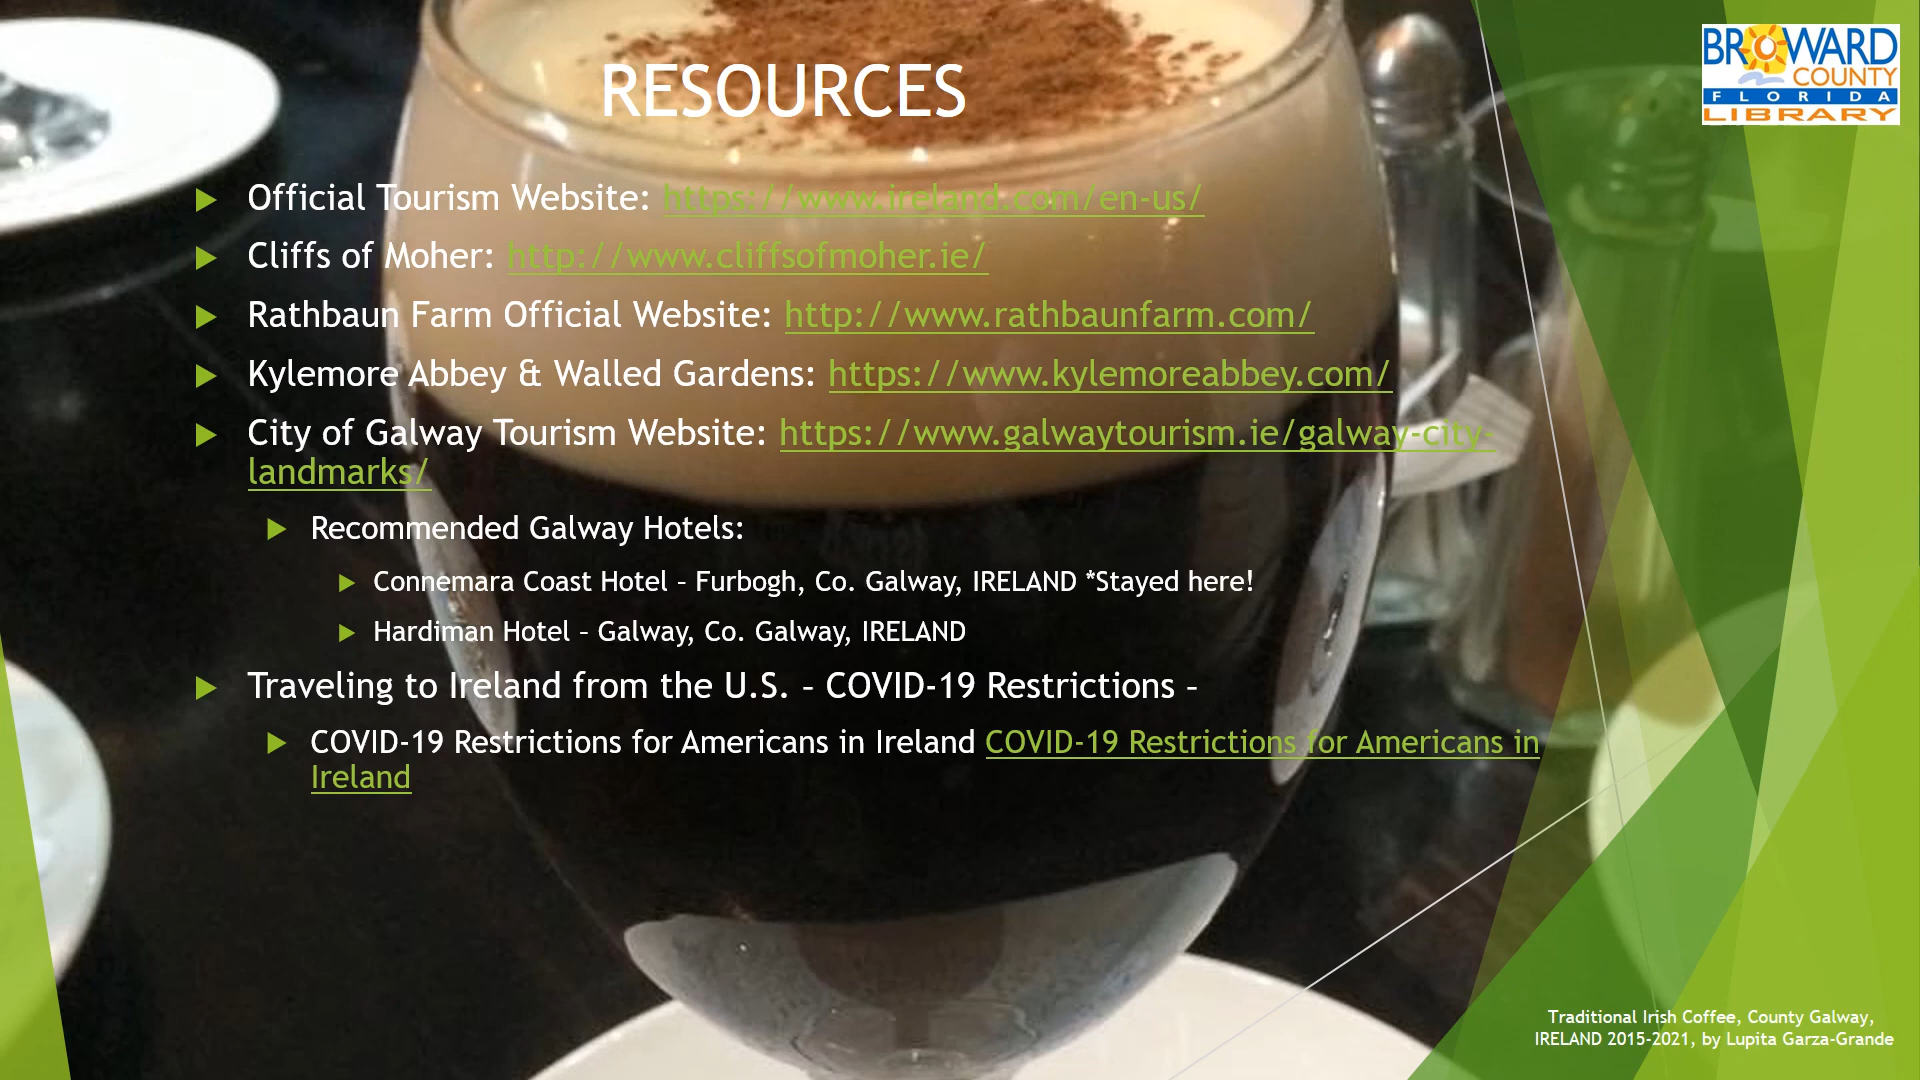 RESOURCES
BROWARD
COUNTY
FLORIDA
LIBRARY
Official Tourism Website: https://www.ireland.com/en-us/
Cliffs of Moher: http://www.cliffsofmoher.ie/
Rathbaun Farm Official Website: http://www.rathbaunfarm.com/
Kylemore Abbey & Walled Gardens: https://www.kylemoreabbey.com/
City of Galway Tourism Website: https://www.galwaytourism.ie/galway-city-
landmarks/
Recommended Galway Hotels:
Connemara Coast Hotel – Furbogh, Co. Galway, IRELAND *Stayed here!
Hardiman Hotel – Galway, Co. Galway, IRELAND
Traveling to Ireland from the U.S. – COVID-19 Restrictions –
COVID-19 Restrictions for Americans in Ireland COVID-19 Restrictions for Americans in
Ireland
Traditional Irish Coffee, County Galway,
IRELAND 2015-2021, by Lupita Garza-Grande